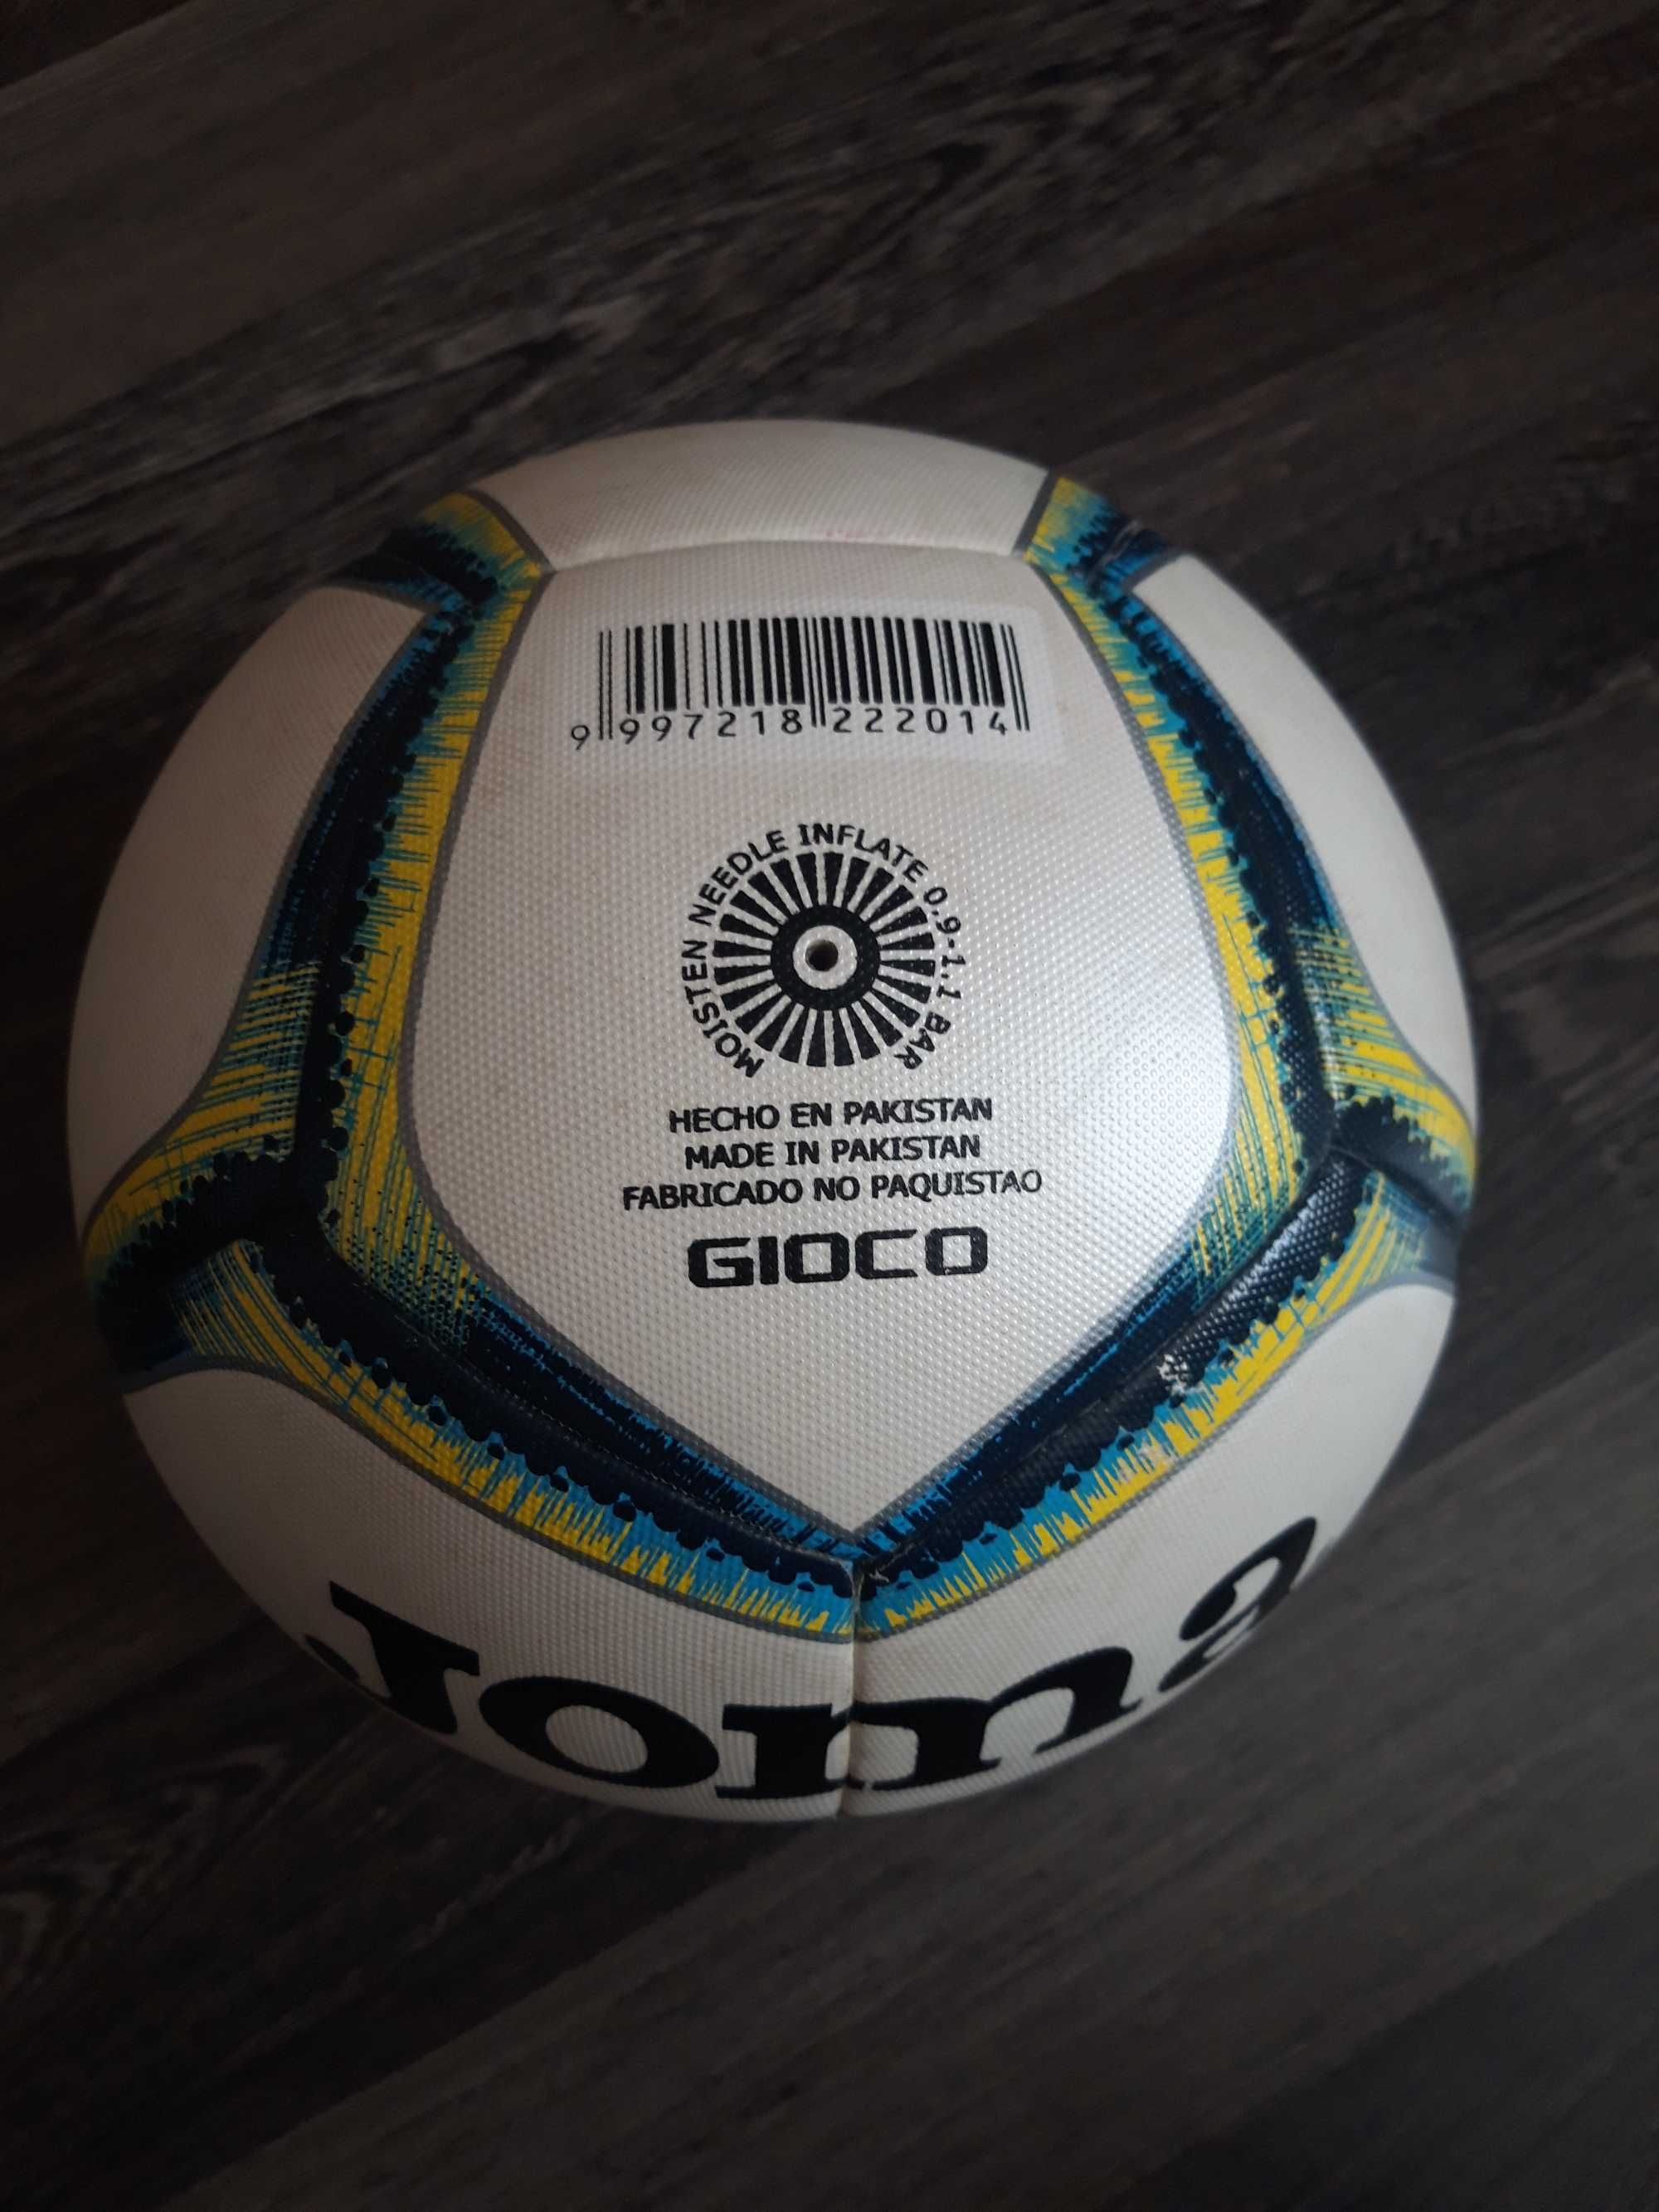 9 997218 222014
MOISTEN NEEDLE INFLATE 0.9-1.1 BAR
HECHO EN PAKISTAN
MADE IN PAKISTAN
FABRICADO NO PAQUISTAO
GIOCO
Joma